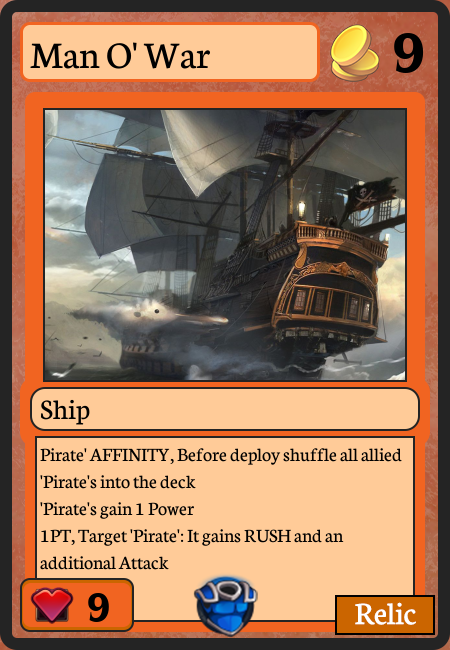 Man O' War
9
Ship
Pirate' AFFINITY, Before deploy shuffle all allied
'Pirate's into the deck
'Pirate's gain 1 Power
1PT, Target 'Pirate': It gains RUSH and an
additional Attack
9
Relic